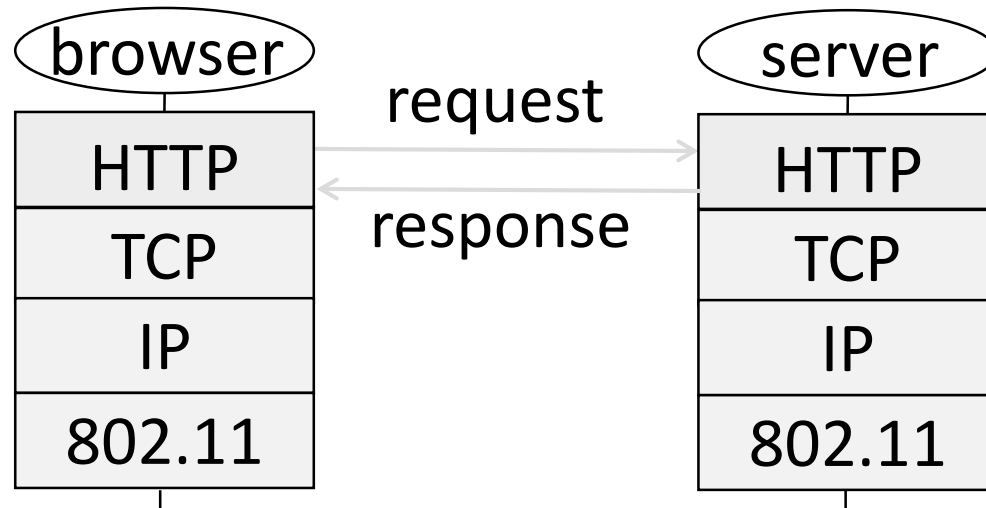 browser
server
request
HTTP
HTTP
response
TCP
TCP
IP
IP
802.11
802.11